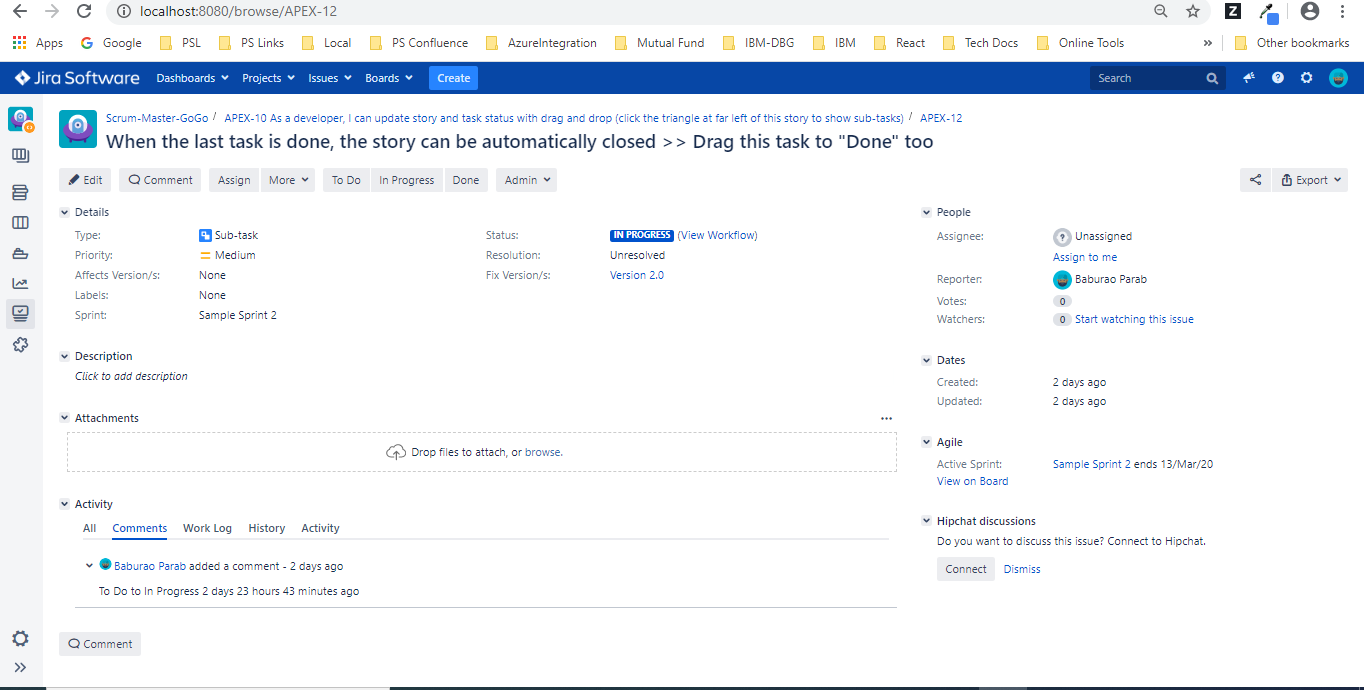 localhost:8080/browse/APEX-12
Apps Google PSL PS Links Local PS Confluence AzureIntegration Mutual Fund IBM-DBG IBM React Tech Docs Online Tools » Other bookmarks
Jira Software Dashboards Projects Issues Boards Create Search
Scrum-Master-GoGo / APEX-10 As a developer, I can update story and task status with drag and drop (click the triangle at far left of this story to show sub-tasks) / APEX-12
When the last task is done, the story can be automatically closed >> Drag this task to "Done" too
Edit Comment Assign More To Do In Progress Done Admin Export
Details
Type: Sub-task Status: IN PROGRESS (View Workflow)
Priority: Medium Resolution: Unresolved
Affects Version/s: None Fix Version/s: Version 2.0
Labels: None
Sprint: Sample Sprint 2
Description
Click to add description
Attachments
Drop files to attach, or browse.
Activity
All Comments Work Log History Activity
Baburao Parab added a comment - 2 days ago
To Do to In Progress 2 days 23 hours 43 minutes ago
Comment
People
Assignee: Unassigned
Assign to me
Reporter: Baburao Parab
Votes: 0
Watchers: 0 Start watching this issue
Dates
Created: 2 days ago
Updated: 2 days ago
Agile
Active Sprint: Sample Sprint 2 ends 13/Mar/20
View on Board
Hipchat discussions
Do you want to discuss this issue? Connect to Hipchat.
Connect Dismiss